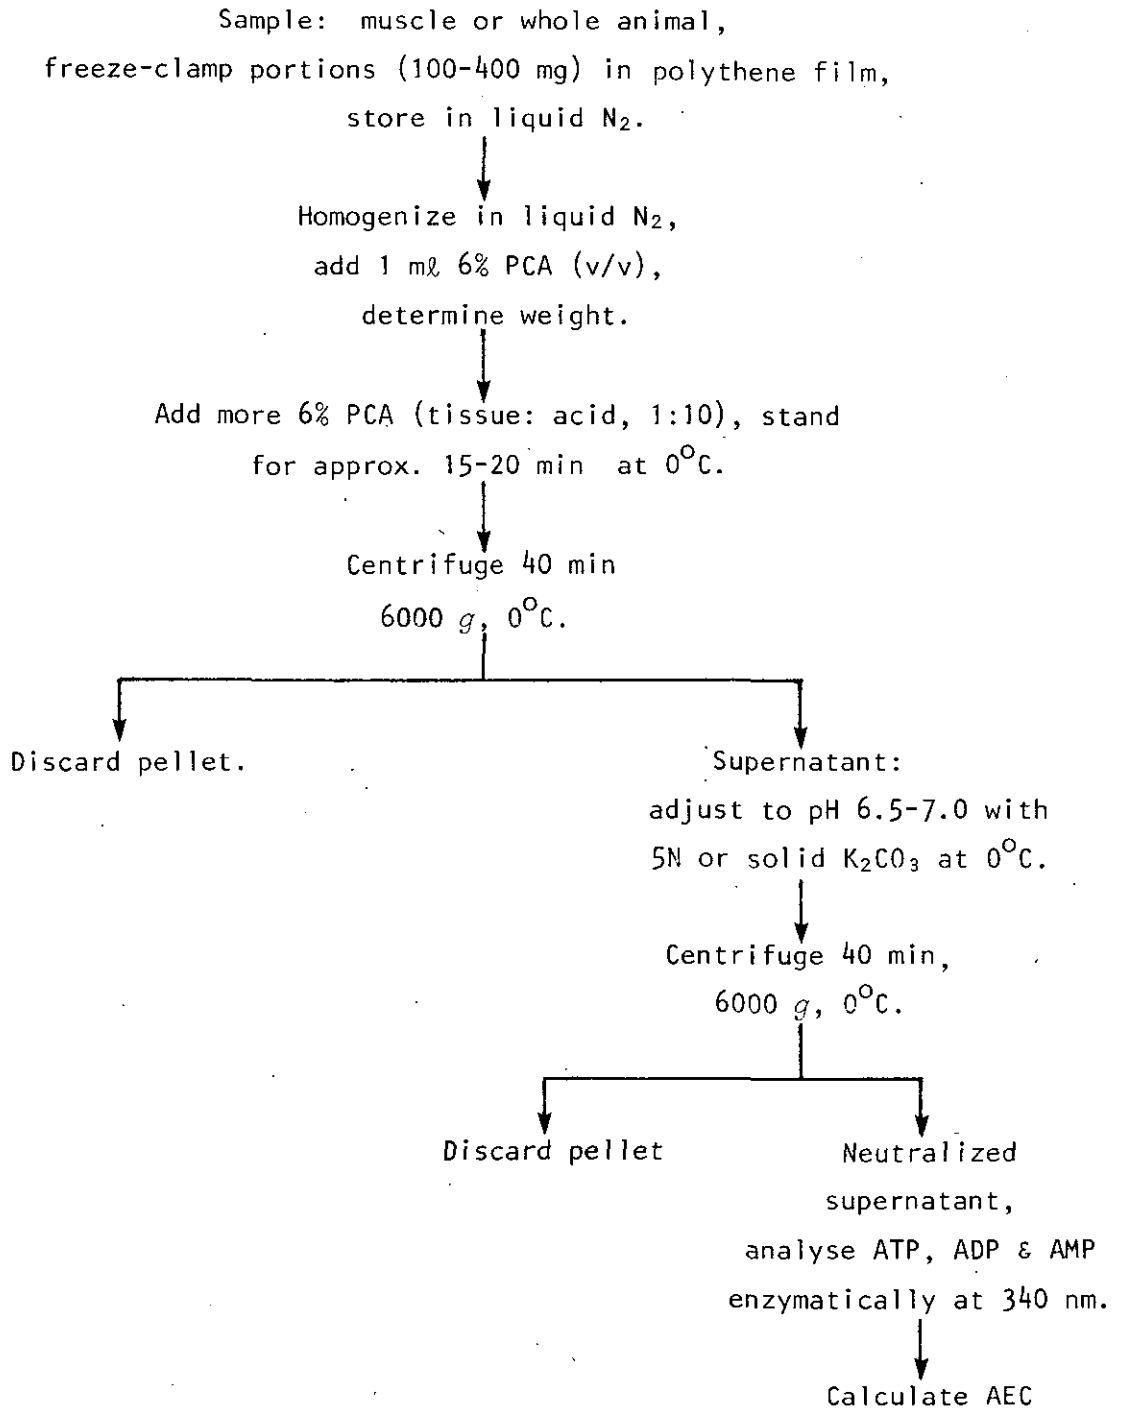 Sample: muscle or whole animal,
freeze-clamp portions (100-400 mg) in polythene film,
store in liquid N₂.
Homogenize in liquid N₂,
add 1 mℓ 6% PCA (v/v),
determine weight.
Add more 6% PCA (tissue: acid, 1:10), stand
for approx. 15-20 min at 0°C.
Centrifuge 40 min
6000 g, 0°C.
Discard pellet.
Supernatant:
adjust to pH 6.5-7.0 with
5N or solid K₂CO₃ at 0°C.
Centrifuge 40 min,
6000 g, 0°C.
Discard pellet
Neutralized
supernatant,
analyse ATP, ADP & AMP
enzymatically at 340 nm.
Calculate AEC